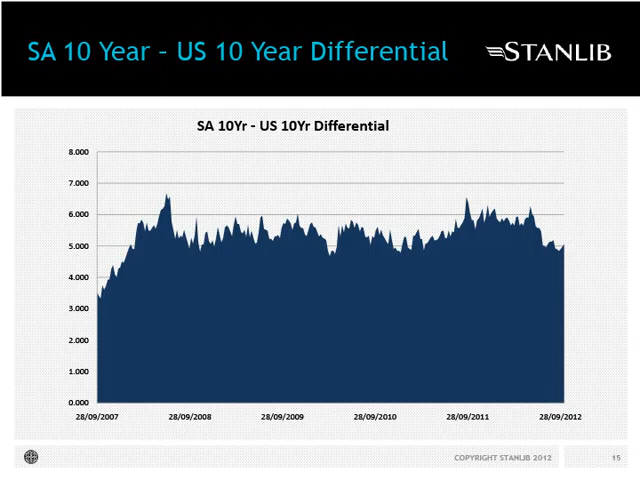 SA 10 Year – US 10 Year Differential
STANLIB
SA 10Yr - US 10Yr Differential
8.000
7.000
6.000
5.000
4.000
3.000
2.000
1.000
0.000
28/09/2007 28/09/2008 28/09/2009 28/09/2010 28/09/2011 28/09/2012
COPYRIGHT STANLIB 2012 15